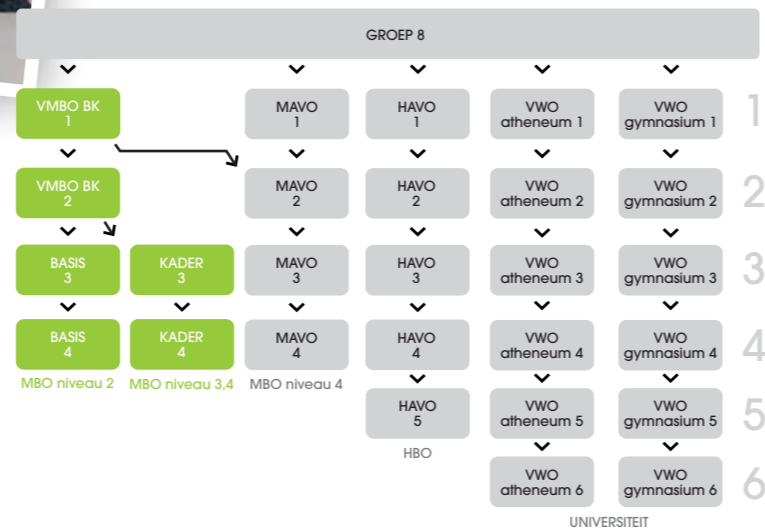 GROEP 8
VMBO BK
1
MAVO
1
HAVO
1
VWO
atheneum 1
VWO
gymnasium 1
1
VMBO BK
2
MAVO
2
HAVO
2
VWO
atheneum 2
VWO
gymnasium 2
2
BASIS
3
KADER
3
MAVO
3
HAVO
3
VWO
atheneum 3
VWO
gymnasium 3
3
BASIS
4
KADER
4
MAVO
4
HAVO
4
VWO
atheneum 4
VWO
gymnasium 4
4
MBO niveau 2
MBO niveau 3,4
MBO niveau 4
HAVO
5
VWO
atheneum 5
VWO
gymnasium 5
5
HBO
VWO
atheneum 6
VWO
gymnasium 6
6
UNIVERSITEIT